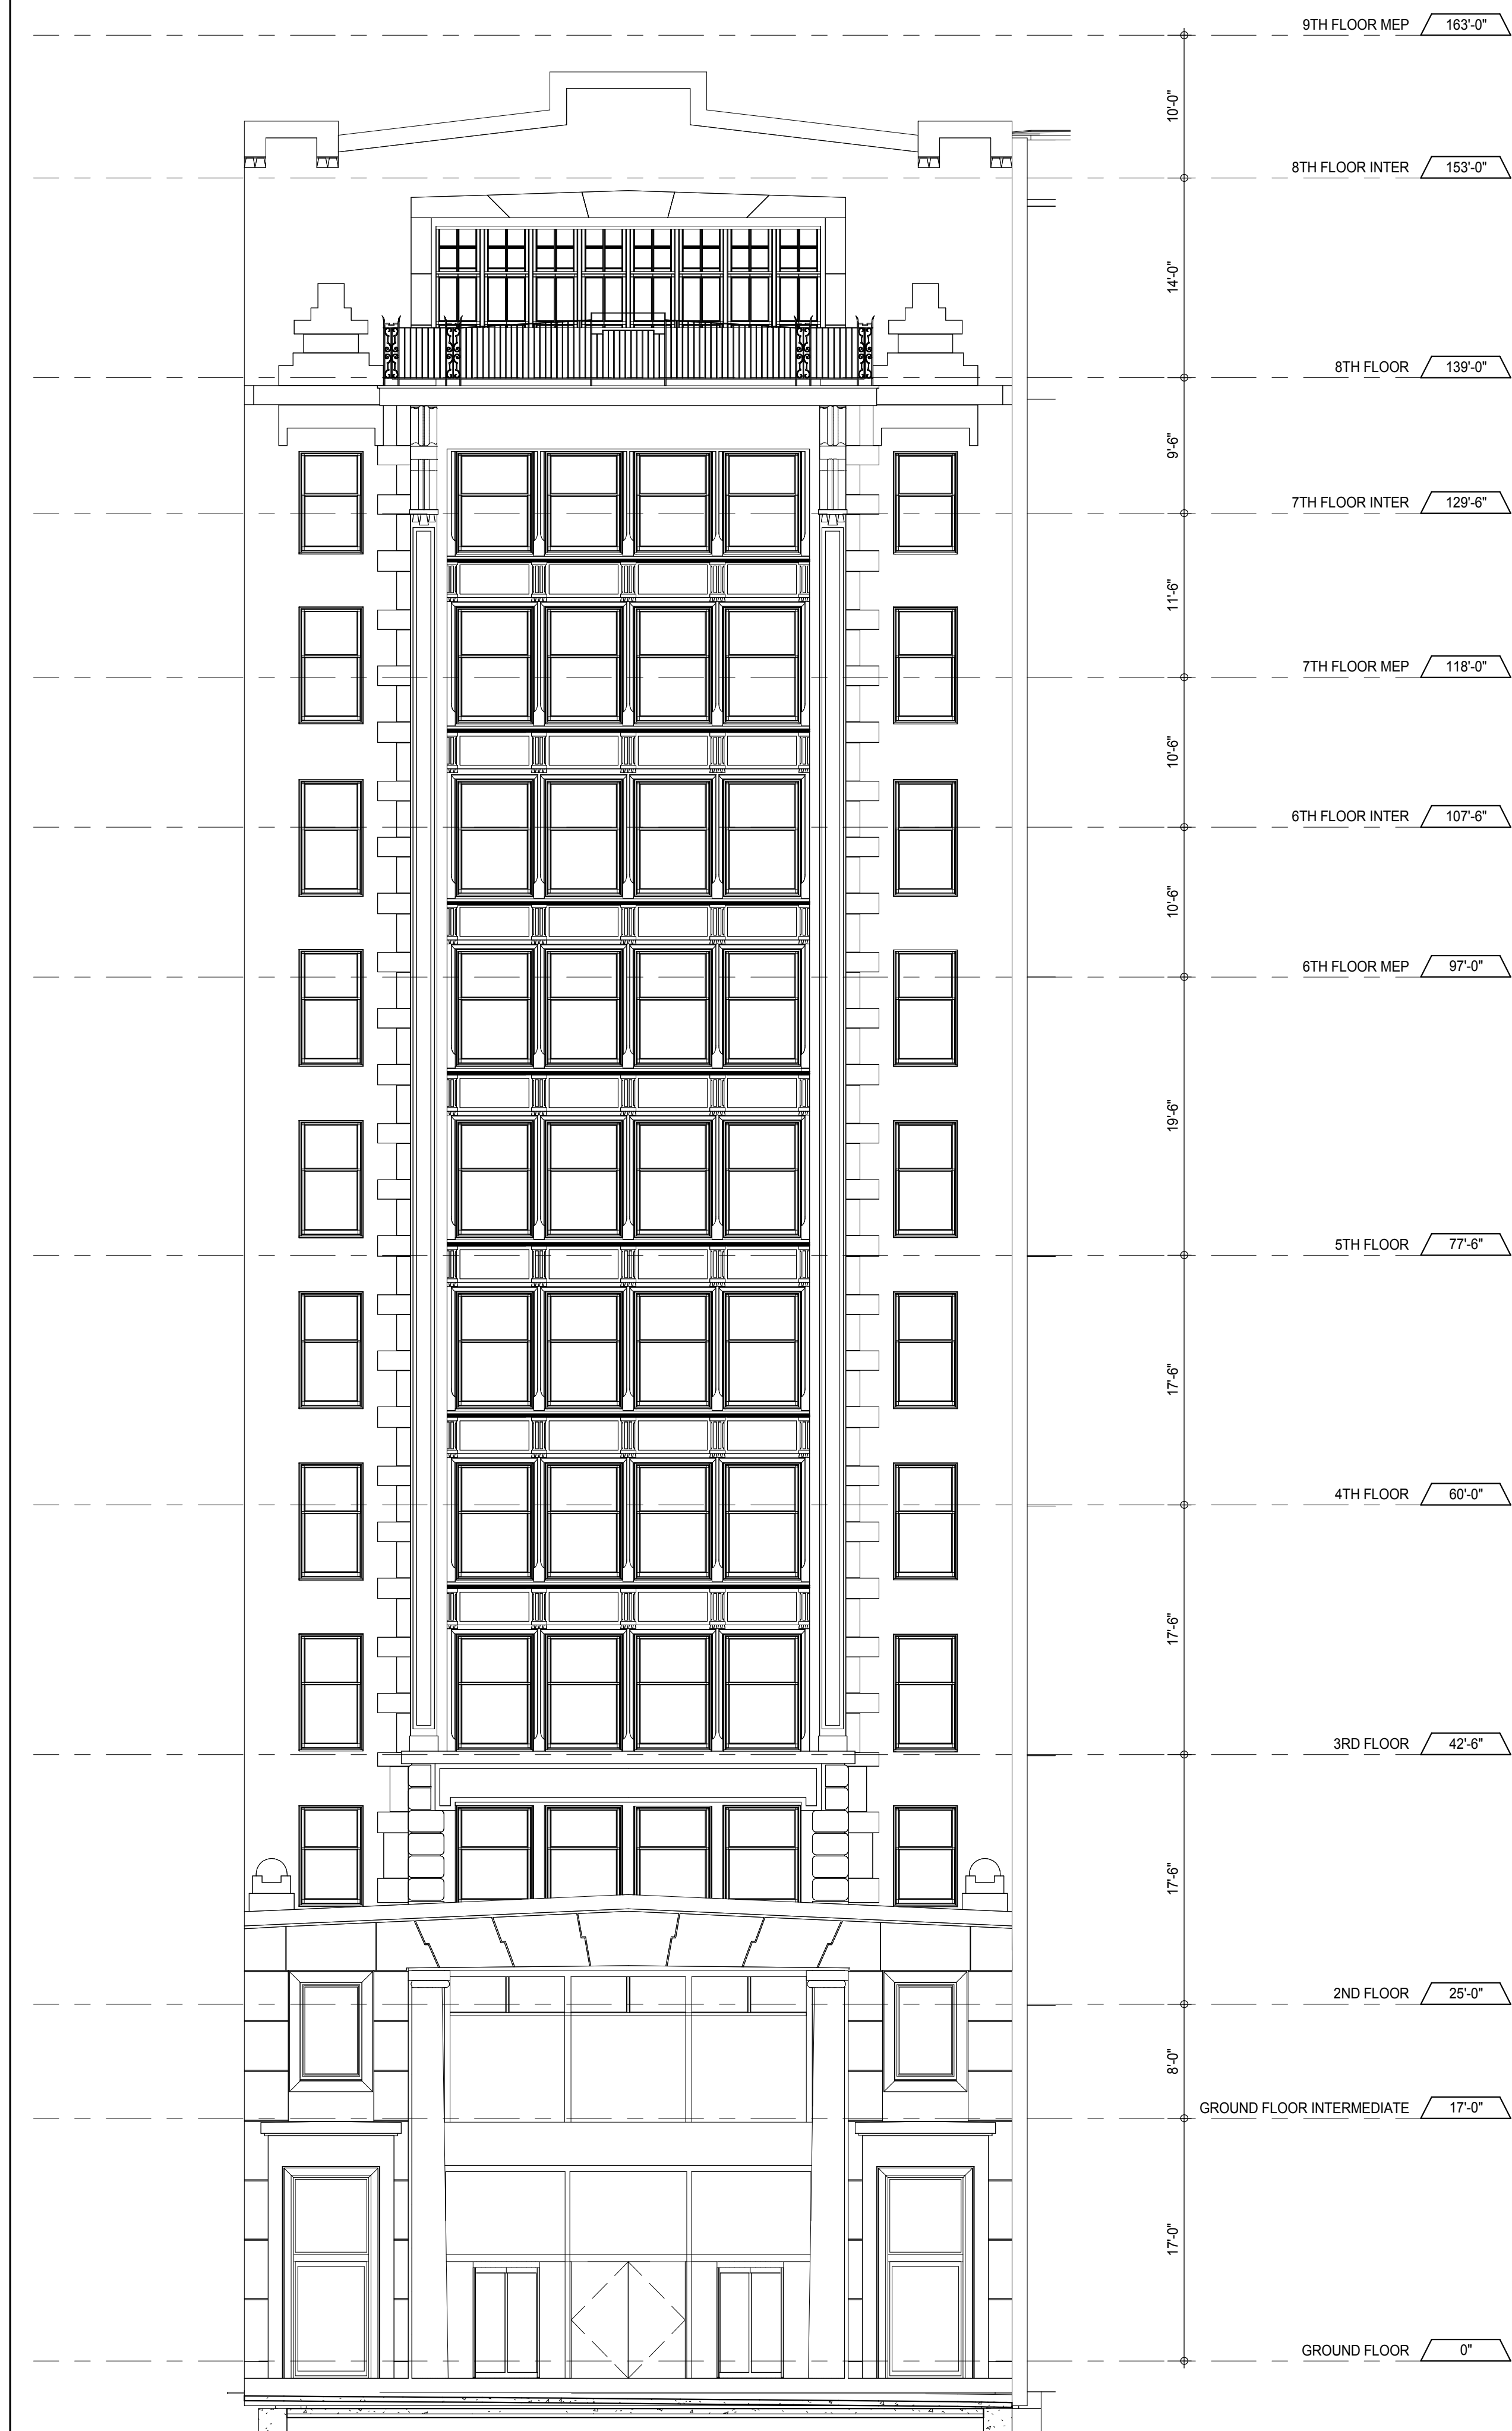 9TH FLOOR MEP 163'-0"
10'-0"
8TH FLOOR INTER 153'-0"
14'-0"
8TH FLOOR 139'-0"
9'-6"
7TH FLOOR INTER 129'-6"
11'-6"
7TH FLOOR MEP 118'-0"
10'-6"
6TH FLOOR INTER 107'-6"
10'-6"
6TH FLOOR MEP 97'-0"
19'-6"
5TH FLOOR 77'-6"
17'-6"
4TH FLOOR 60'-0"
17'-6"
3RD FLOOR 42'-6"
17'-6"
2ND FLOOR 25'-0"
8'-0"
GROUND FLOOR INTERMEDIATE 17'-0"
17'-0"
GROUND FLOOR 0"